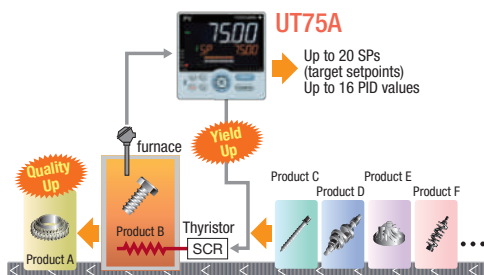 UT75A
PV
7500
SP 7500
Up to 20 SPs
(target setpoints)
Up to 16 PID values
furnace
Yield
Up
Quality
Up
Product A
Product B
Thyristor
SCR
Product C
Product D
Product E
Product F